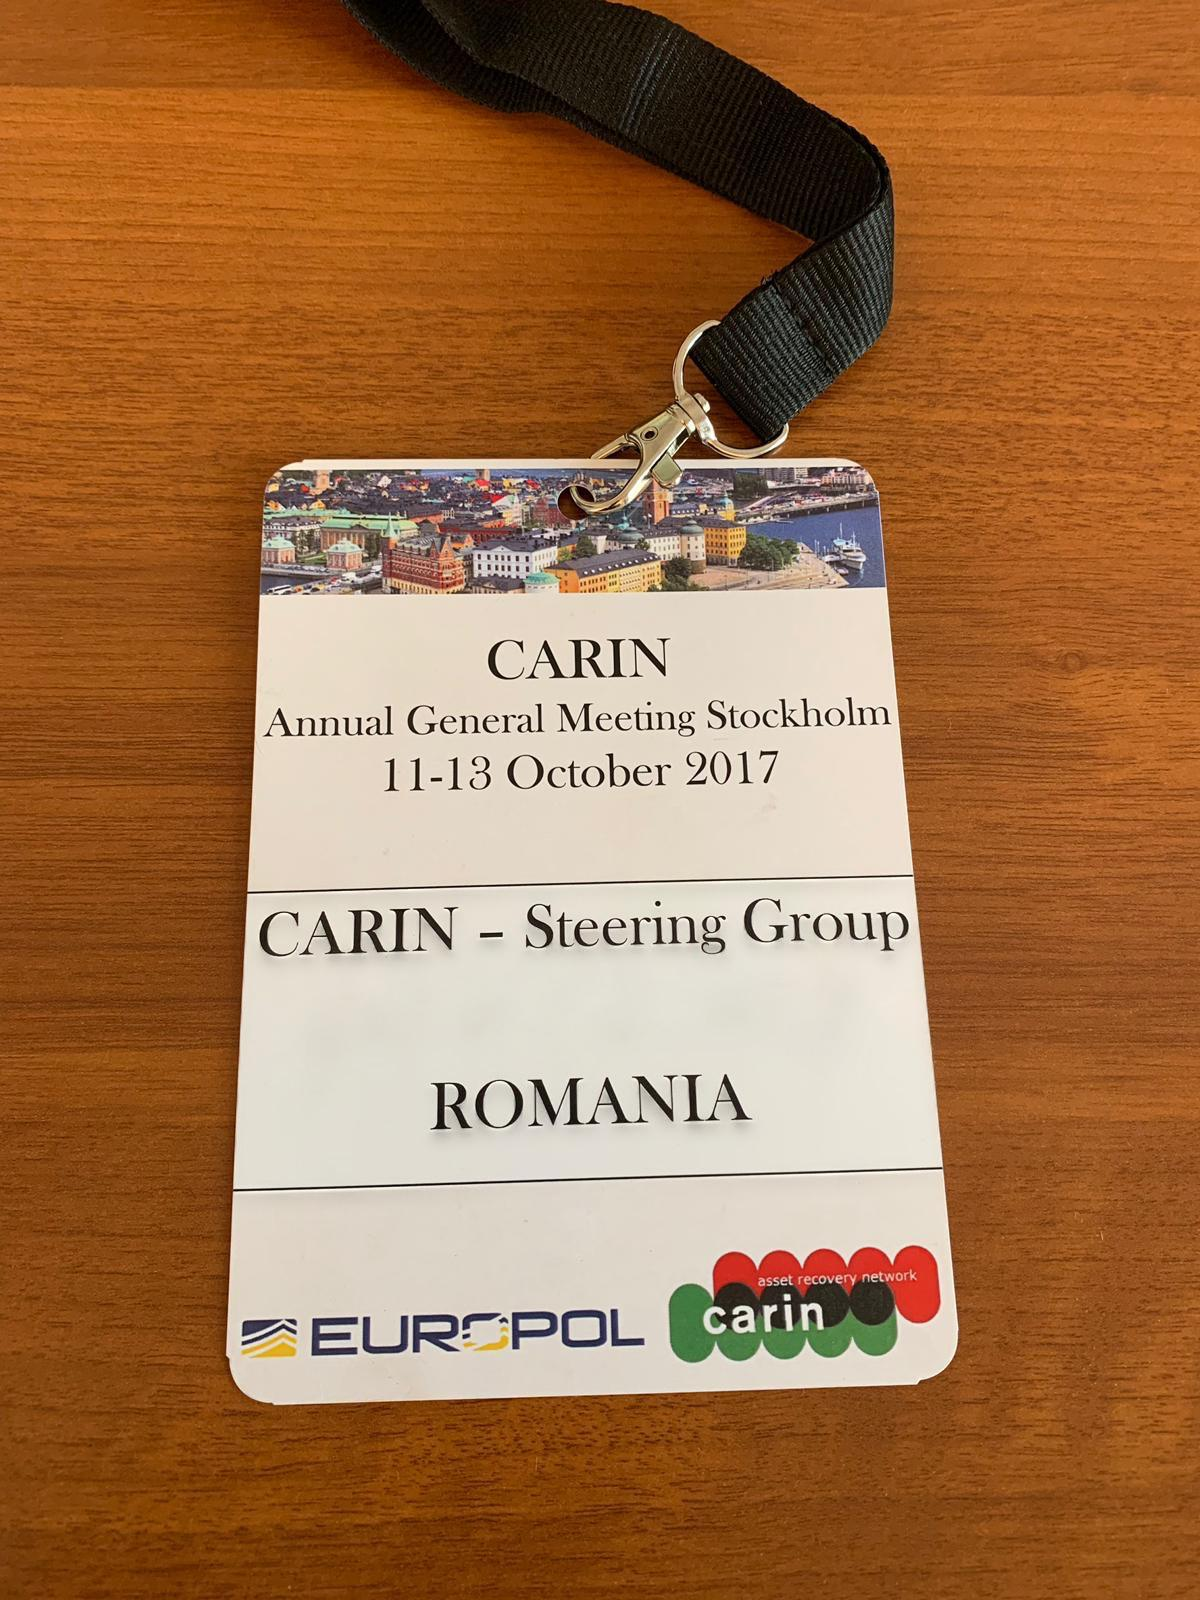 CARIN
Annual General Meeting Stockholm
11-13 October 2017
CARIN – Steering Group
ROMANIA
EUROPOL
asset recovery network
carin